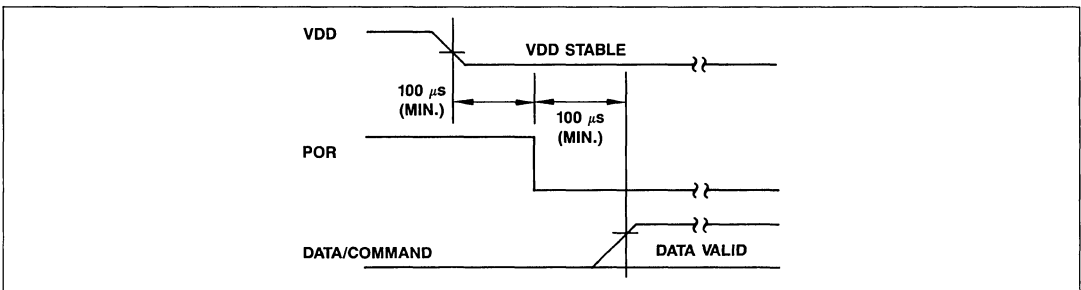 VDD
VDD STABLE
100 µs
(MIN.)
100 µs
(MIN.)
POR
DATA/COMMAND
DATA VALID